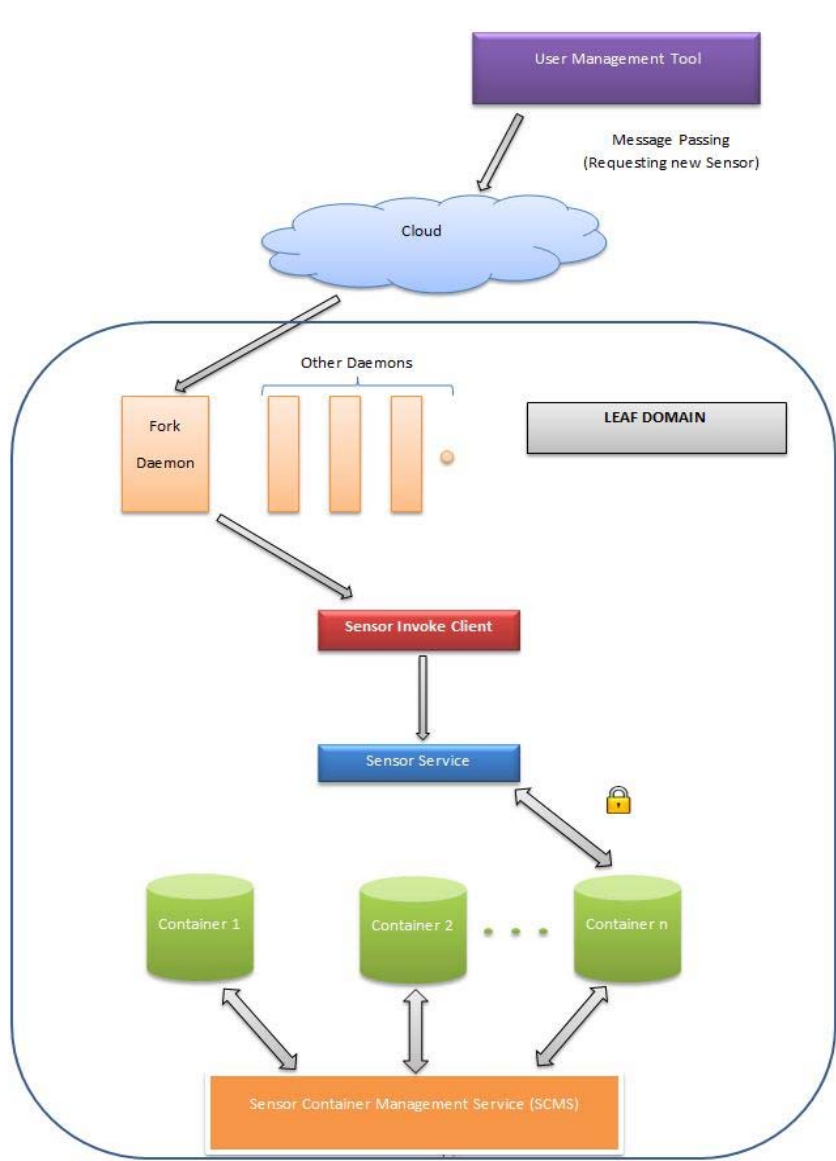 User Management Tool
Message Passing
(Requesting new Sensor)
Cloud
Other Daemons
Fork
Daemon
LEAF DOMAIN
Sensor Invoke Client
Sensor Service
Container 1
Container 2
Container n
Sensor Container Management Service (SCMS)